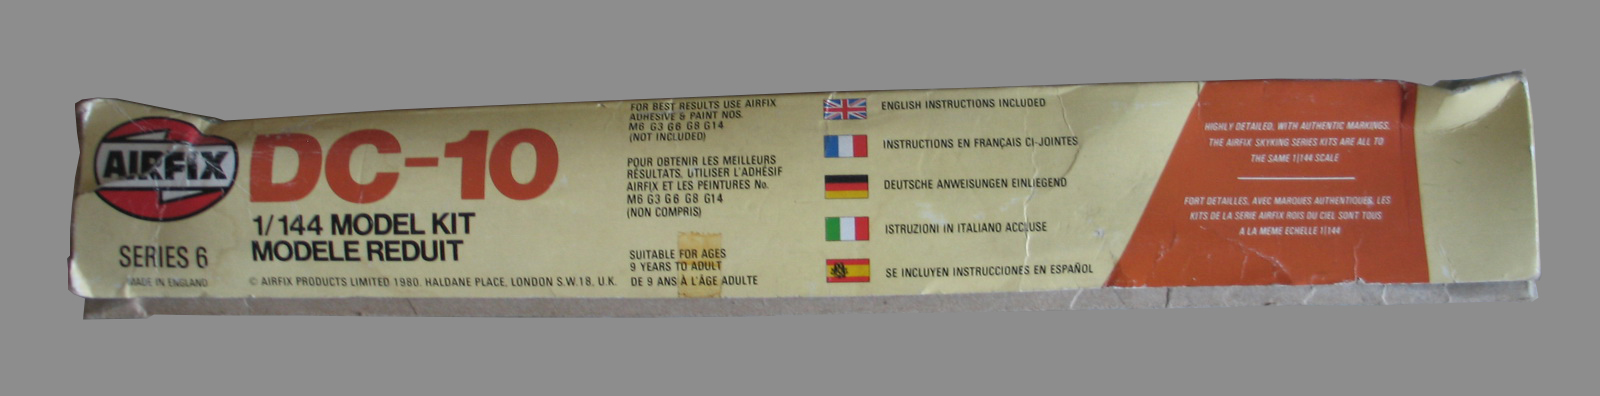 AIRFIX
SERIES 6
MADE IN ENGLAND
DC-10
1/144 MODEL KIT
MODELE REDUIT
© AIRFIX PRODUCTS LIMITED 1980. HALDANE PLACE, LONDON S.W.18, U.K.
FOR BEST RESULTS USE AIRFIX
ADHESIVE & PAINT NOS.
M6 G3 G6 G8 G14
(NOT INCLUDED)
POUR OBTENIR LES MEILLEURS
RÉSULTATS, UTILISER L'ADHÉSIF
AIRFIX ET LES PEINTURES No.
M6 G3 G6 G8 G14
(NON COMPRIS)
SUITABLE FOR AGES
9 YEARS TO ADULT
DE 9 ANS À L'ÂGE ADULTE
ENGLISH INSTRUCTIONS INCLUDED
INSTRUCTIONS EN FRANÇAIS CI-JOINTES
DEUTSCHE ANWEISUNGEN EINLIEGEND
ISTRUZIONI IN ITALIANO ACCLUSE
SE INCLUYEN INSTRUCCIONES EN ESPAÑOL
HIGHLY DETAILED, WITH AUTHENTIC MARKINGS,
THE AIRFIX SKYKING SERIES KITS ARE ALL TO
THE SAME 1|144 SCALE
FORT DETAILLES, AVEC MARQUES AUTHENTIQUES, LES
KITS DE LA SERIE AIRFIX ROIS DU CIEL SONT TOUS
A LA MEME ECHELLE 1|144